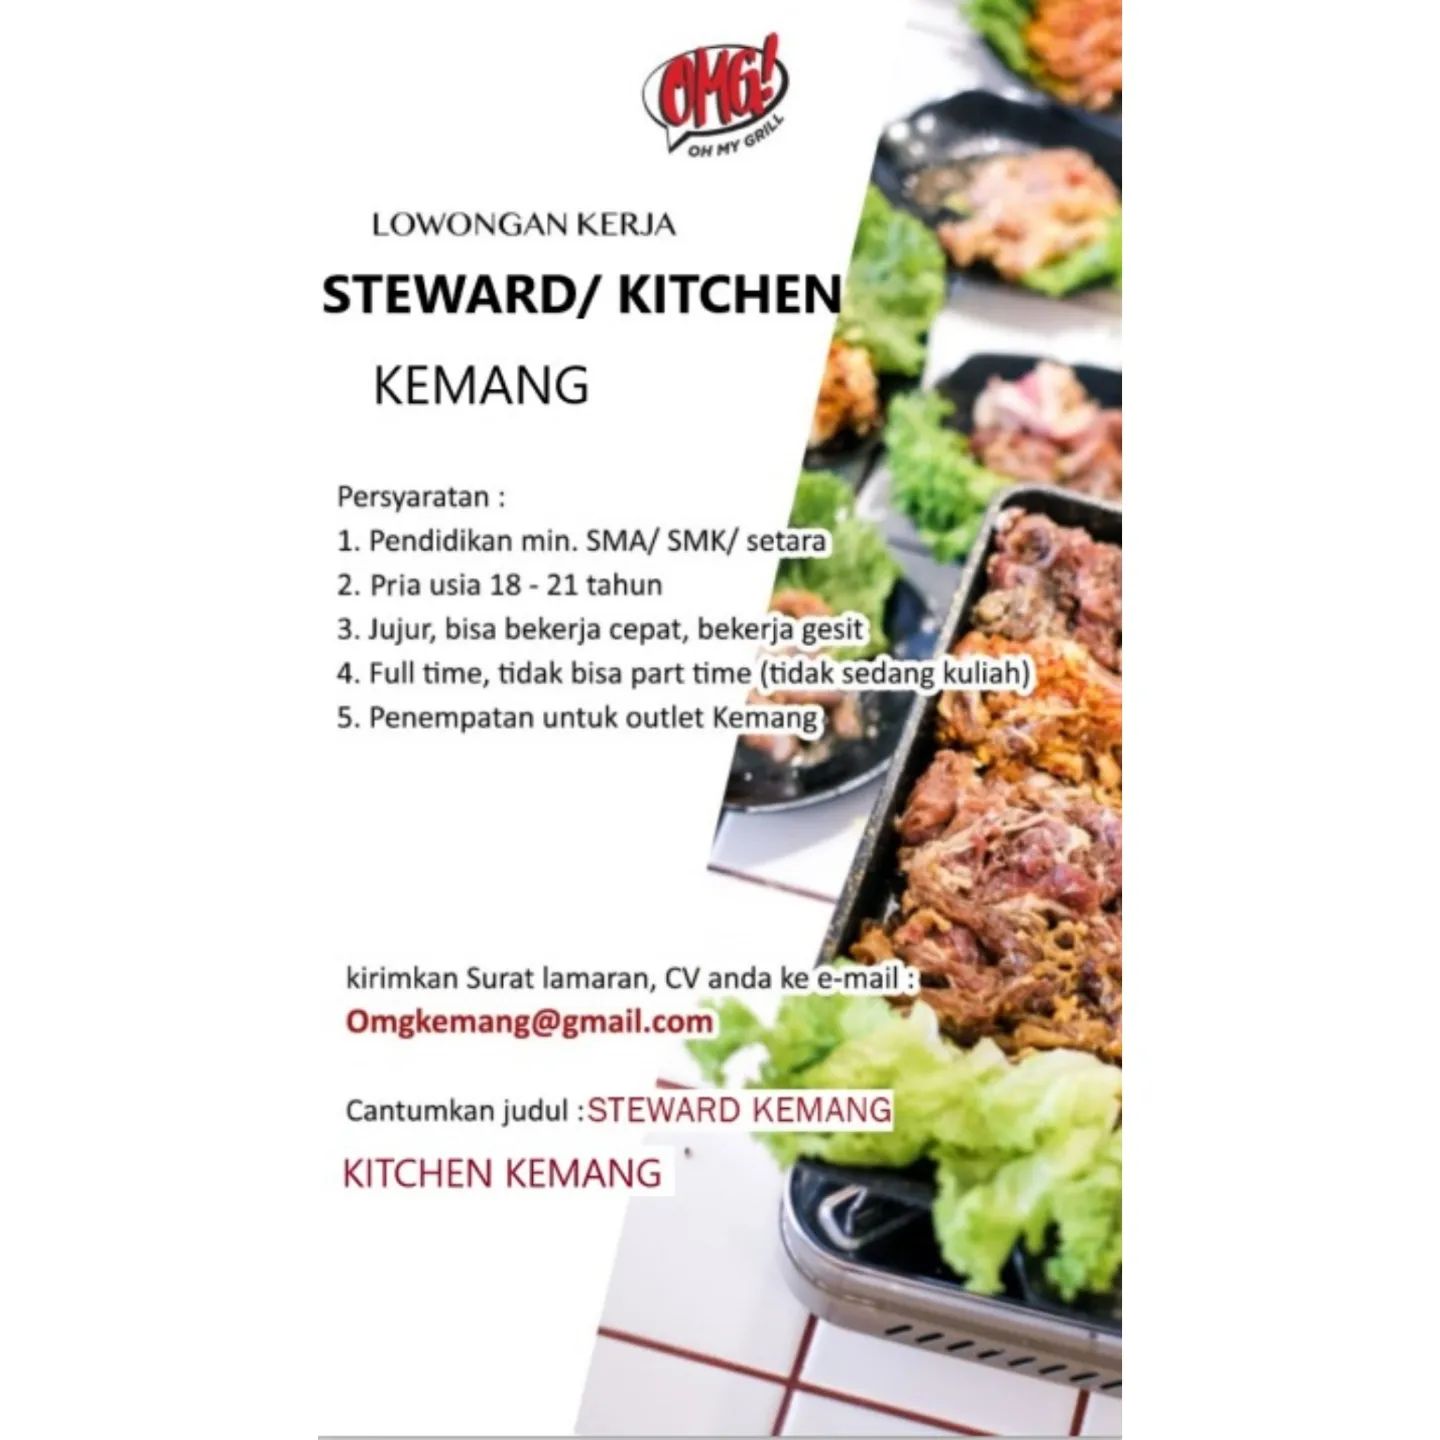 OMG!
OH MY GRILL
LOWONGAN KERJA
STEWARD/ KITCHEN
KEMANG
Persyaratan :
1. Pendidikan min. SMA/ SMK/ setara
2. Pria usia 18 - 21 tahun
3. Jujur, bisa bekerja cepat, bekerja gesit
4. Full time, tidak bisa part time (tidak sedang kuliah)
5. Penempatan untuk outlet Kemang
kirimkan Surat lamaran, CV anda ke e-mail :
Omgkemang@gmail.com
Cantumkan judul :STEWARD KEMANG
KITCHEN KEMANG